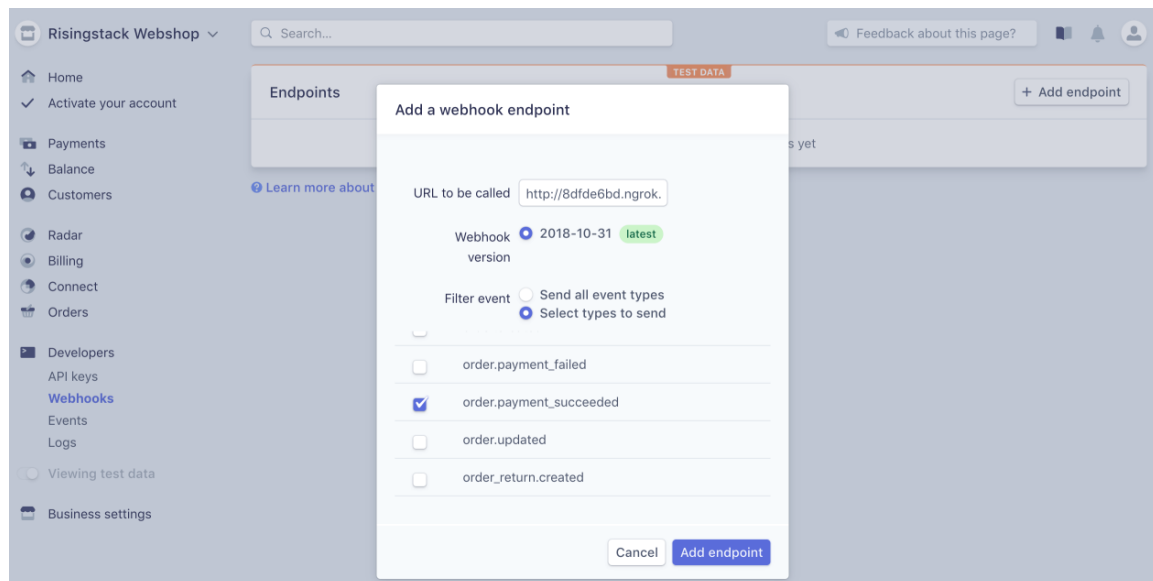 Risingstack Webshop
Search...
Feedback about this page?
Home
Activate your account
Payments
Balance
Customers
Radar
Billing
Connect
Orders
Developers
API keys
Webhooks
Events
Logs
Viewing test data
Business settings
TEST DATA
Endpoints
+ Add endpoint
s yet
Learn more about
Add a webhook endpoint
URL to be called http://8dfde6bd.ngrok.
Webhook version 2018-10-31 latest
Filter event Send all event types
Select types to send
order.payment_failed
order.payment_succeeded
order.updated
order_return.created
Cancel Add endpoint